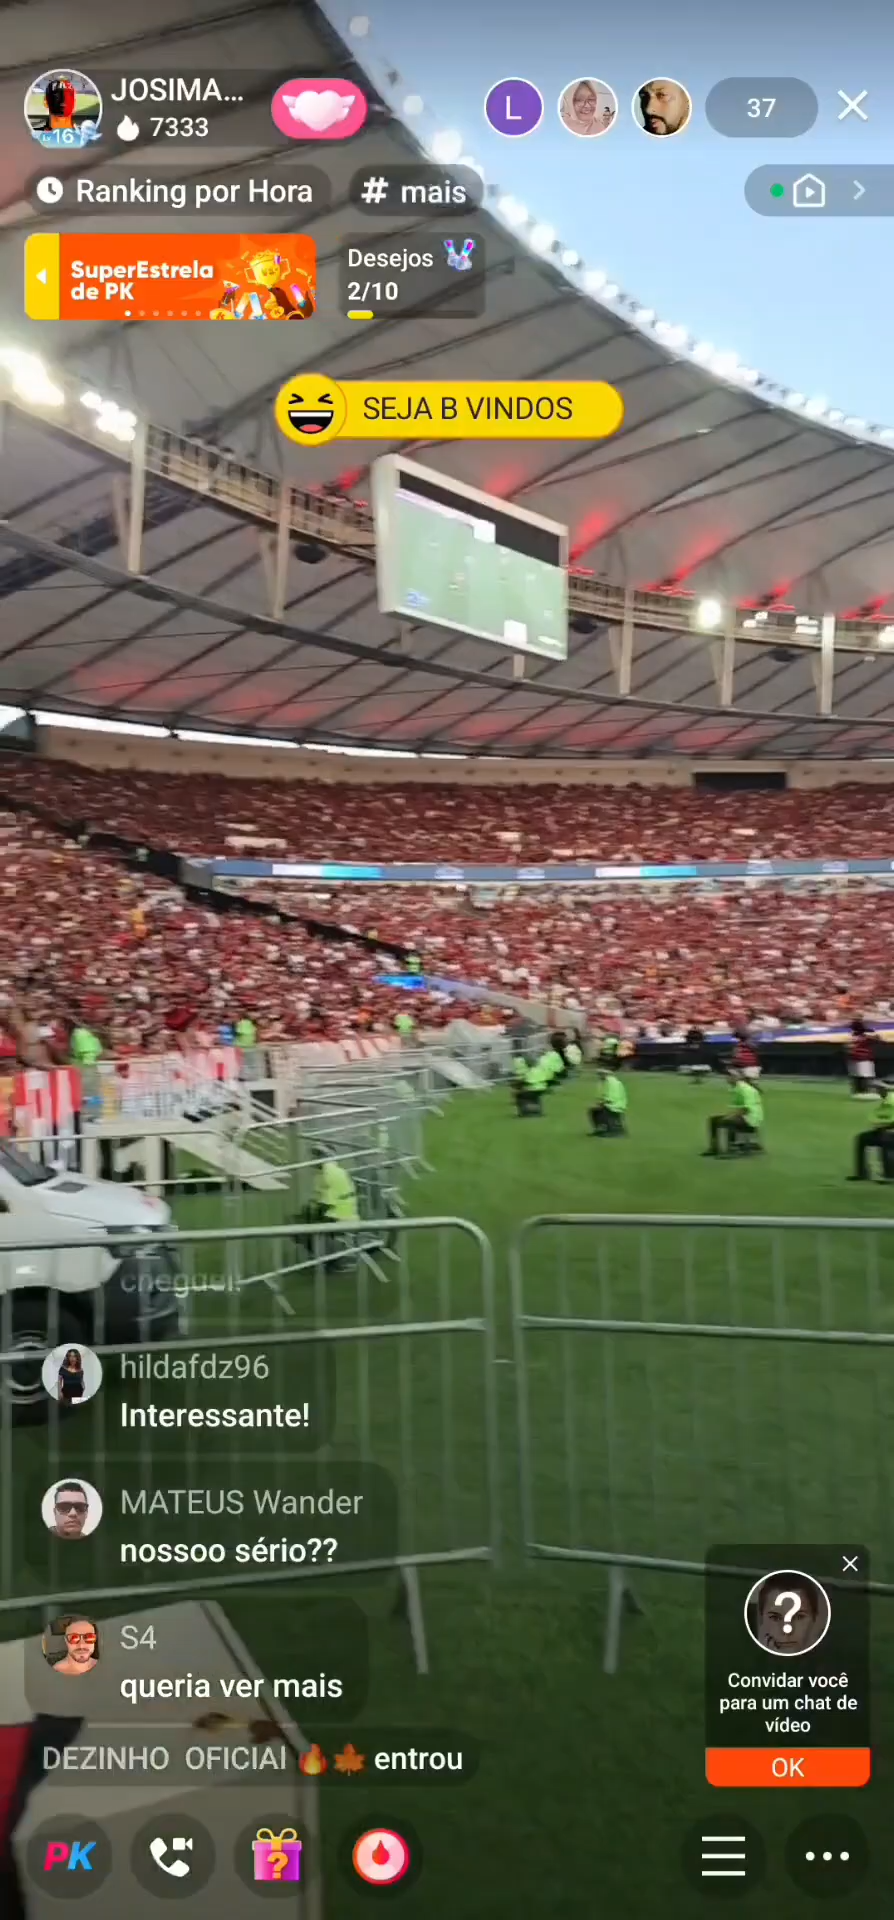 JOSIMA...
Lv.16
7333
L
37
Ranking por Hora
# mais
SuperEstrela
de PK
Desejos
2/10
SEJA B VINDOS
cheguei!
hildafdz96
Interessante!
MATEUS Wander
nossoo sério??
S4
queria ver mais
DEZINHO OFICIAl 🔥🍁 entrou
?
Convidar você
para um chat de
vídeo
OK
PK
?